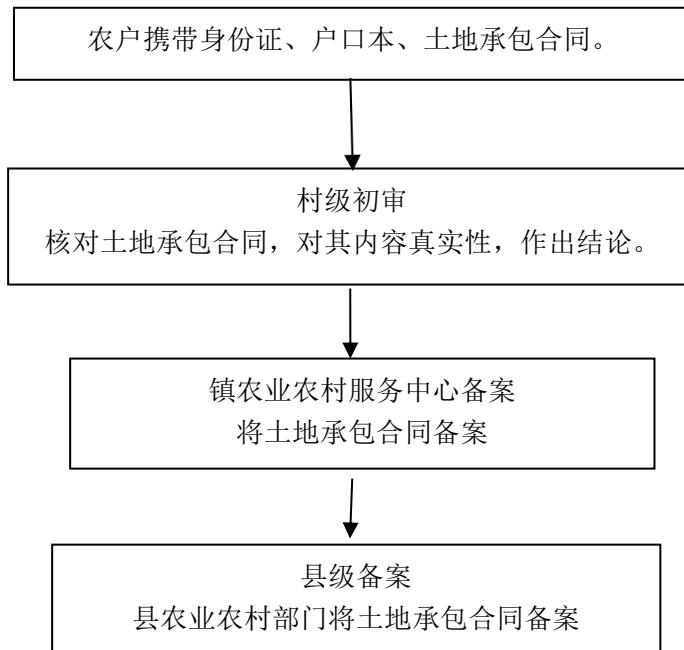 农户携带身份证、户口本、土地承包合同。
村级初审
核对土地承包合同，对其内容真实性，作出结论。
镇农业农村服务中心备案
将土地承包合同备案
县级备案
县农业农村部门将土地承包合同备案